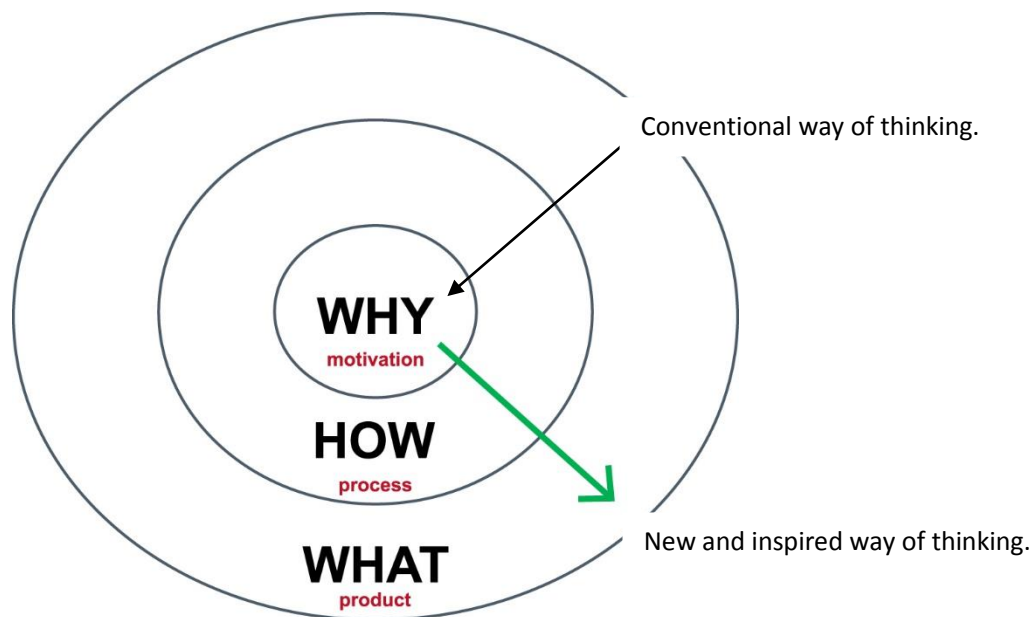 Conventional way of thinking.
WHY
motivation
HOW
process
New and inspired way of thinking.
WHAT
product